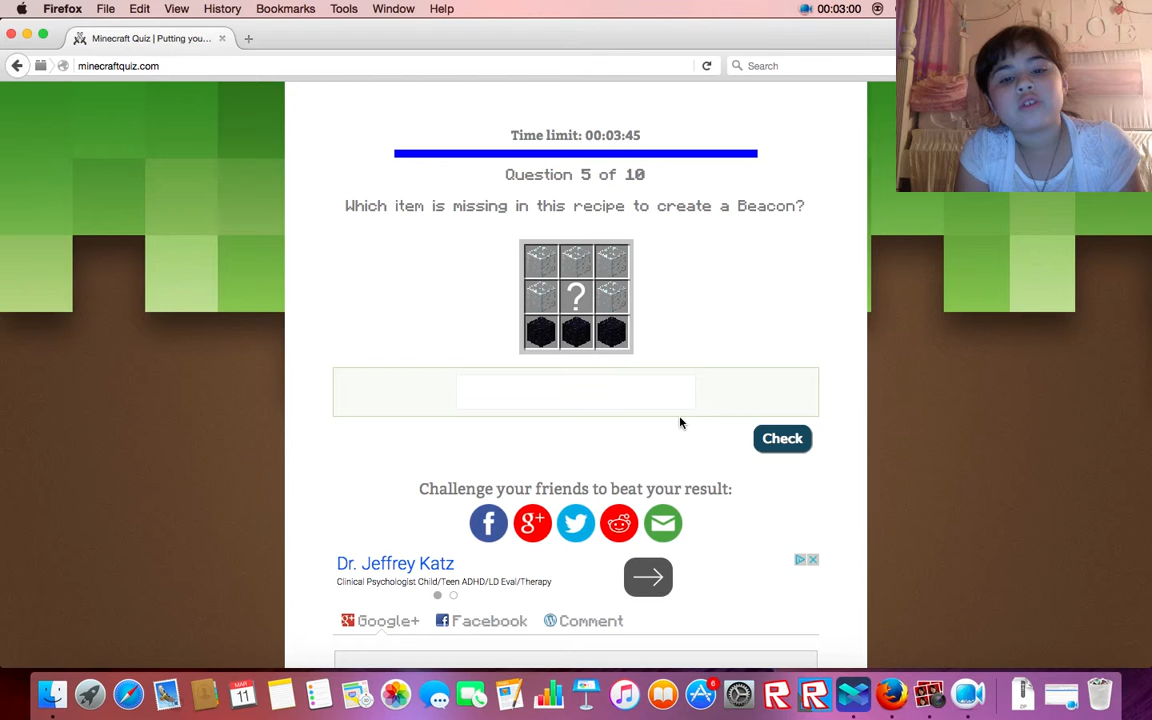 Firefox File Edit View History Bookmarks Tools Window Help 00:03:00
Minecraft Quiz | Putting you...
minecraftquiz.com Search
Time limit: 00:03:45
Question 5 of 10
Which item is missing in this recipe to create a Beacon?
?
Check
Challenge your friends to beat your result:
Dr. Jeffrey Katz
Clinical Psychologist Child/Teen ADHD/LD Eval/Therapy
Google+ Facebook Comment